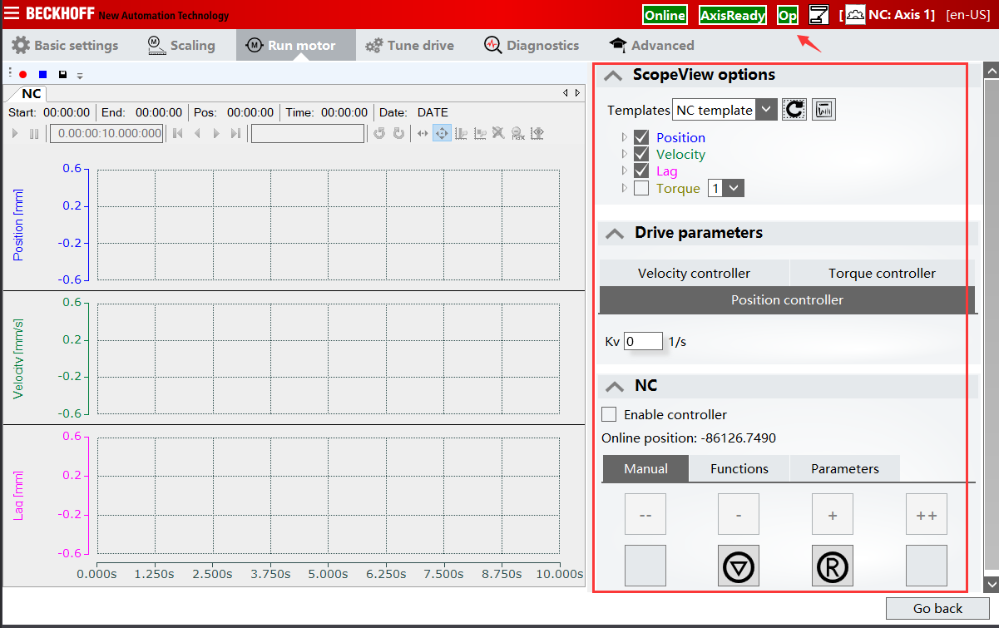 BECKHOFF New Automation Technology Online AxisReady Op [ NC: Axis 1] [en-US]
Basic settings Scaling Run motor Tune drive Diagnostics Advanced
NC
Start: 00:00:00 End: 00:00:00 Pos: 00:00:00 Time: 00:00:00 Date: DATE
0.00:00:10.000:000
Position [mm]
0.6
0.2
-0.2
-0.6
Velocity [mm/s]
0.6
0.2
-0.2
-0.6
Lag [mm]
0.6
0.2
-0.2
-0.6
0.000s 1.250s 2.500s 3.750s 5.000s 6.250s 7.500s 8.750s 10.000s
ScopeView options
Templates NC template
Position
Velocity
Lag
Torque 1
Drive parameters
Velocity controller Torque controller
Position controller
Kv 0 1/s
NC
Enable controller
Online position: -86126.7490
Manual Functions Parameters
-- - + ++
R
Go back